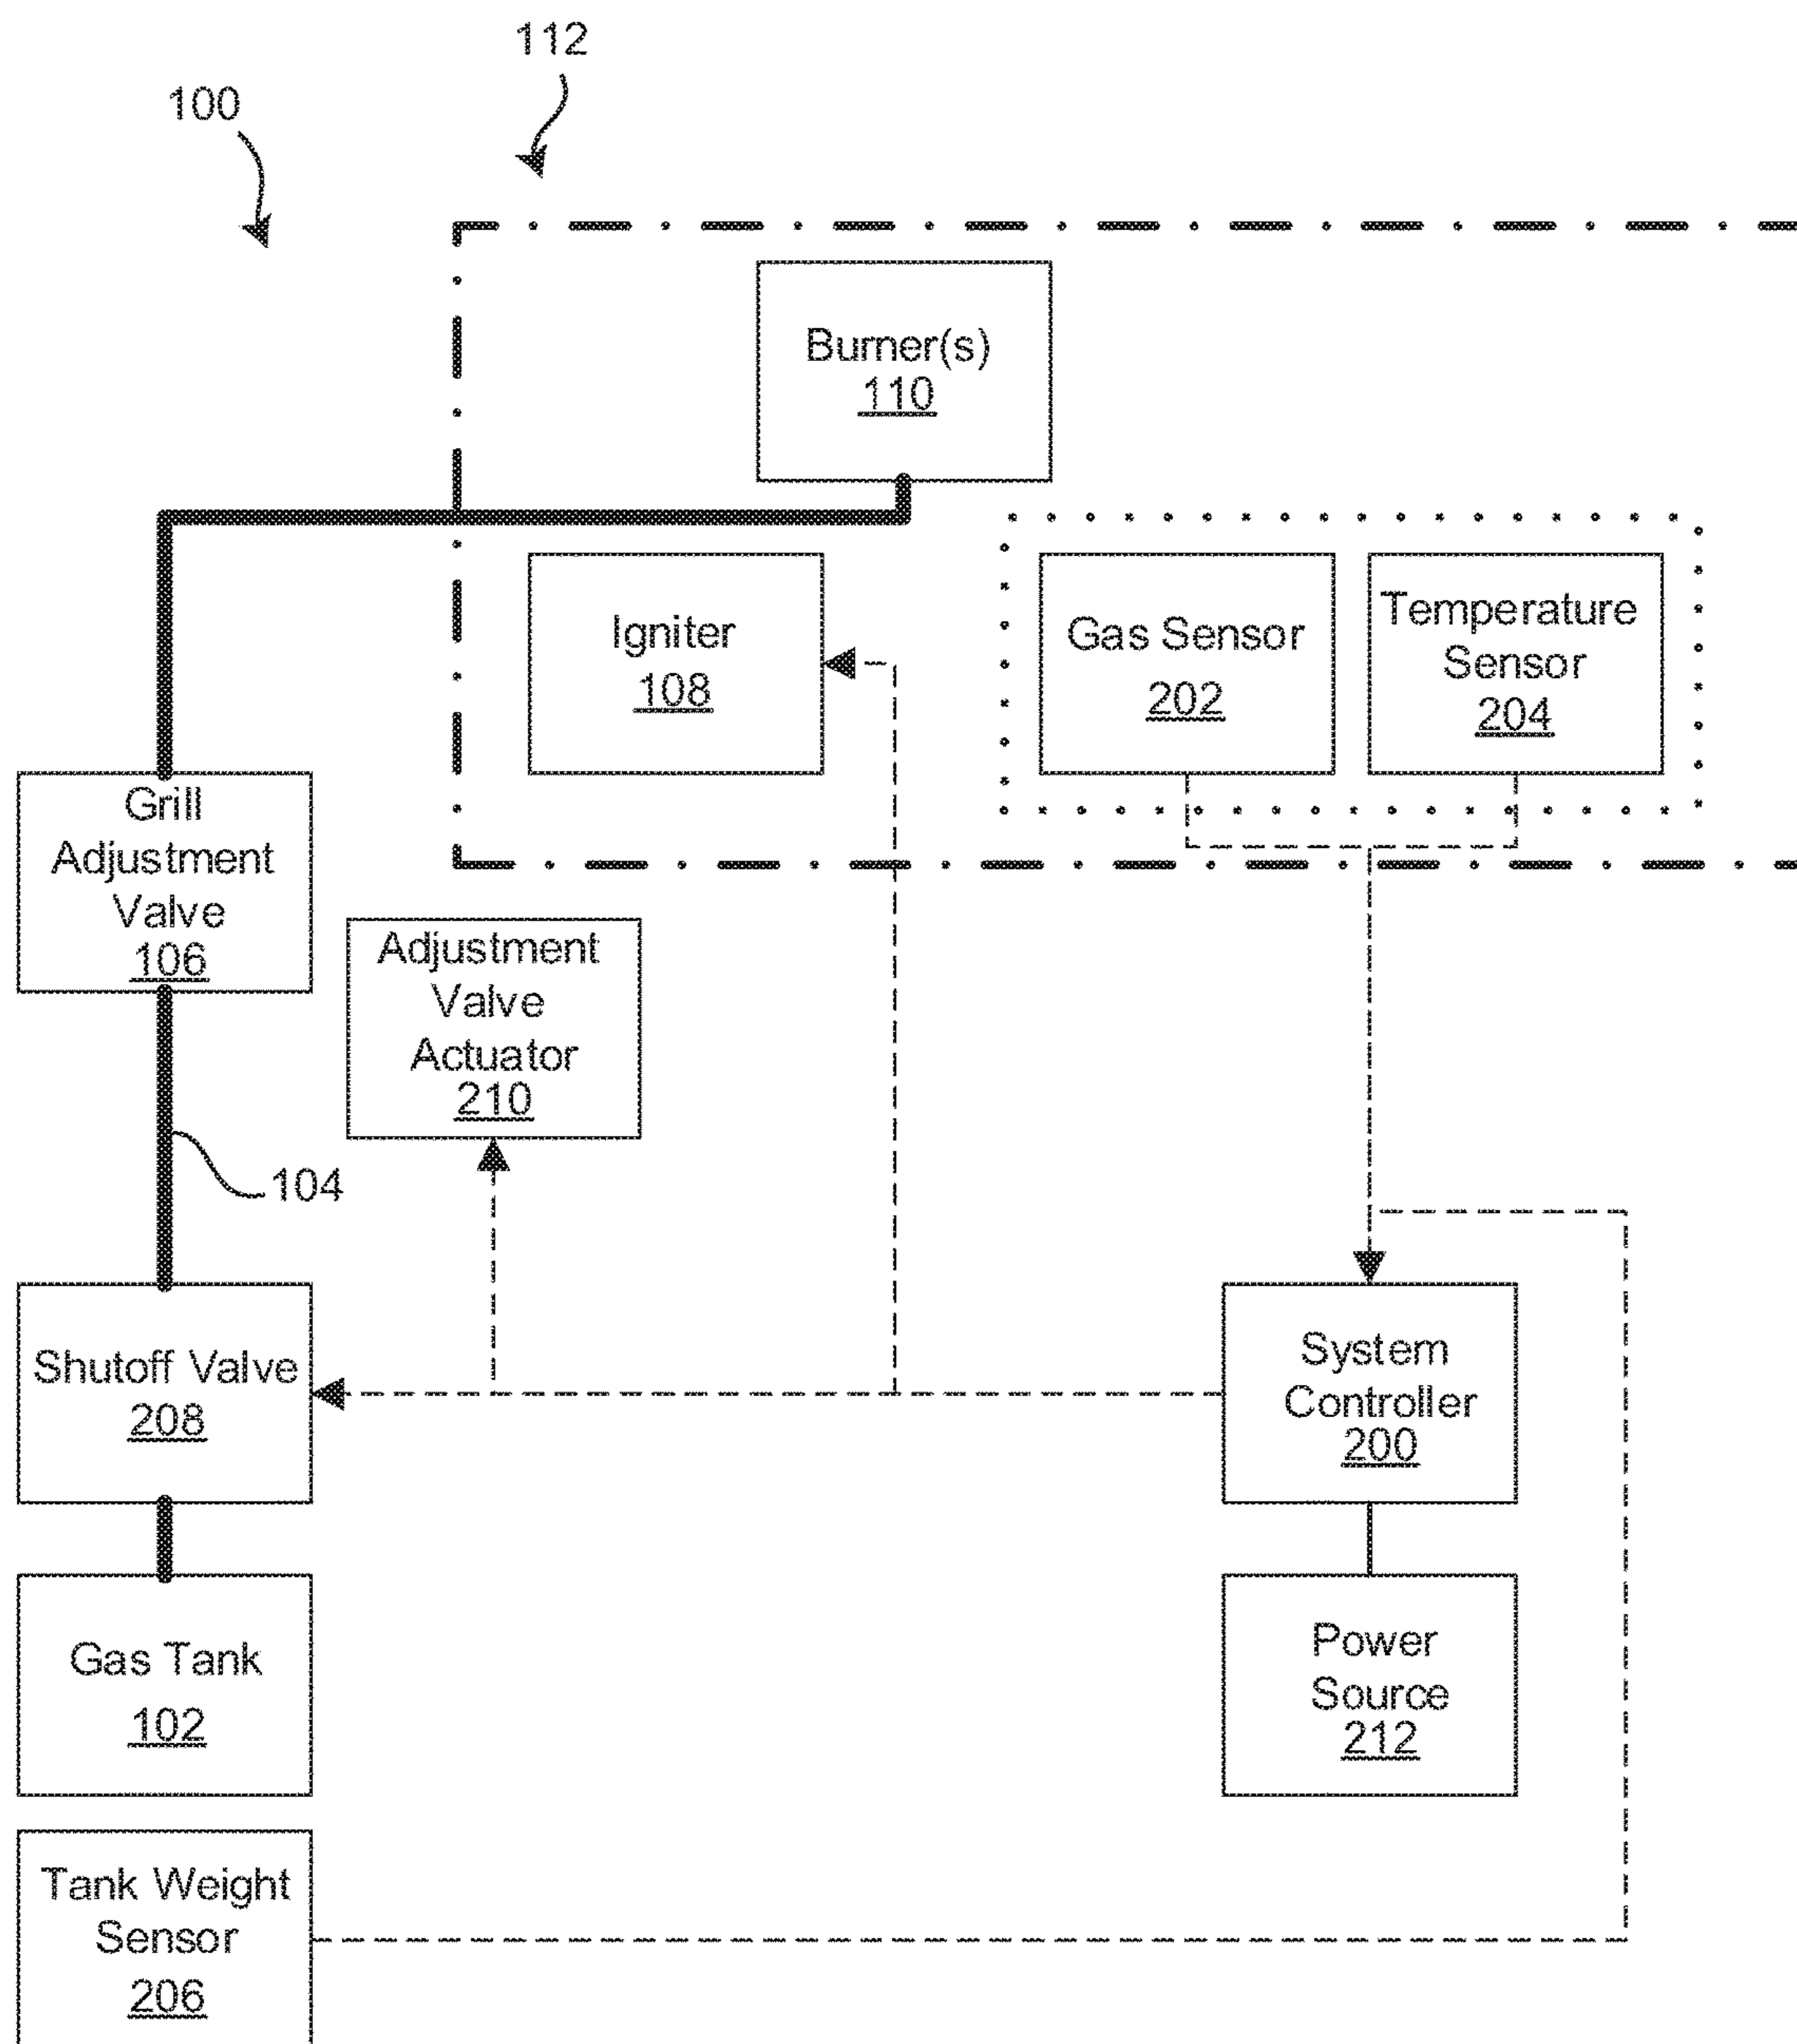 112
100
Burner(s)
110
Igniter
108
Gas Sensor
202
Temperature
Sensor
204
Grill
Adjustment
Valve
106
Adjustment
Valve
Actuator
210
104
Shutoff Valve
208
System
Controller
200
Gas Tank
102
Power
Source
212
Tank Weight
Sensor
206